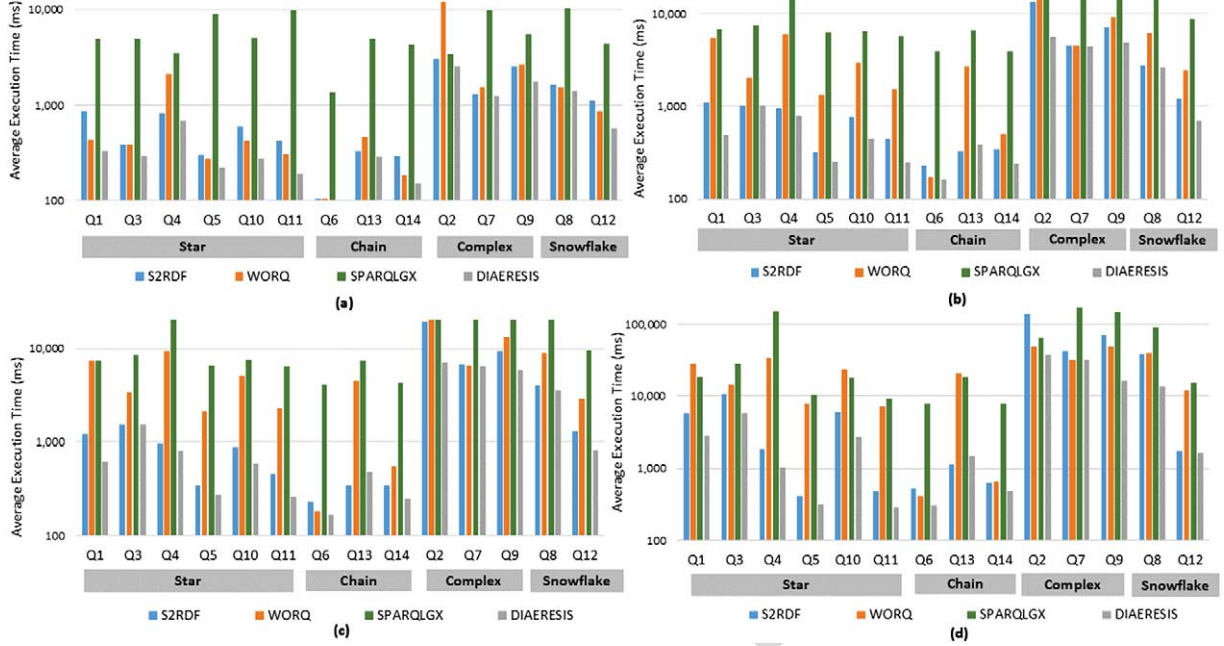 Average Execution Time (ms)
10,000
1,000
100
Q1 Q3 Q4 Q5 Q10 Q11 Q6 Q13 Q14 Q2 Q7 Q9 Q8 Q12
Star Chain Complex Snowflake
S2RDF WORQ SPARQLGX DIAERESIS
(a)
Average Execution Time (ms)
10,000
1,000
100
Q1 Q3 Q4 Q5 Q10 Q11 Q6 Q13 Q14 Q2 Q7 Q9 Q8 Q12
Star Chain Complex Snowflake
S2RDF WORQ SPARQLGX DIAERESIS
(b)
Average Execution Time (ms)
10,000
1,000
100
Q1 Q3 Q4 Q5 Q10 Q11 Q6 Q13 Q14 Q2 Q7 Q9 Q8 Q12
Star Chain Complex Snowflake
S2RDF WORQ SPARQLGX DIAERESIS
(c)
Average Execution Time (ms)
100,000
10,000
1,000
100
Q1 Q3 Q4 Q5 Q10 Q11 Q6 Q13 Q14 Q2 Q7 Q9 Q8 Q12
Star Chain Complex Snowflake
S2RDF WORQ SPARQLGX DIAERESIS
(d)